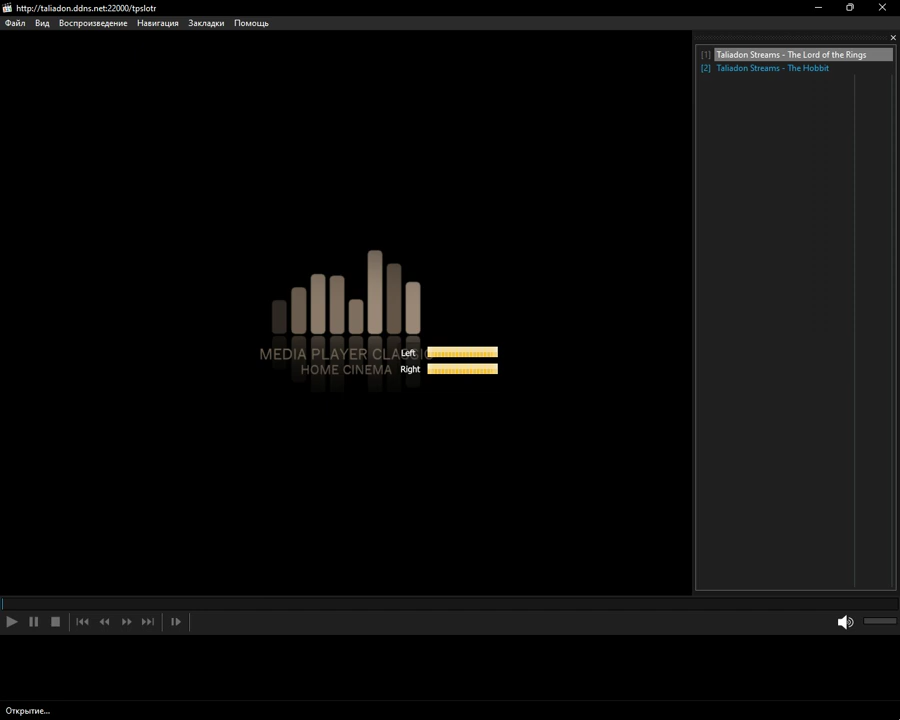 http://taliadon.ddns.net:22000/tpslotr
Файл Вид Воспроизведение Навигация Закладки Помощь
[1] Taliadon Streams - The Lord of the Rings
[2] Taliadon Streams - The Hobbit
MEDIA PLAYER CLASSIC
HOME CINEMA
Left
Right
Открытие...